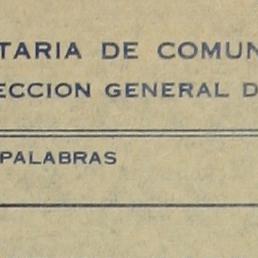 TARIA DE COMUN
ECCION GENERAL D
PALABRAS